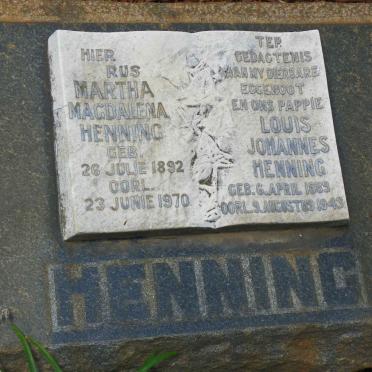 HIER
RUS
MARTHA
MAGDALENA
HENNING
GEB.
26 JULIE 1892
OORL.
23 JUNIE 1970
TER
GEDAGTENIS
AAN MY DIERBARE
EGGENOOT
EN ONS PAPPIE
LOUIS
JOHANNES
HENNING
GEB. 6. APRIL 1889.
OORL. 9. AUGUSTUS 1943.
HENNING